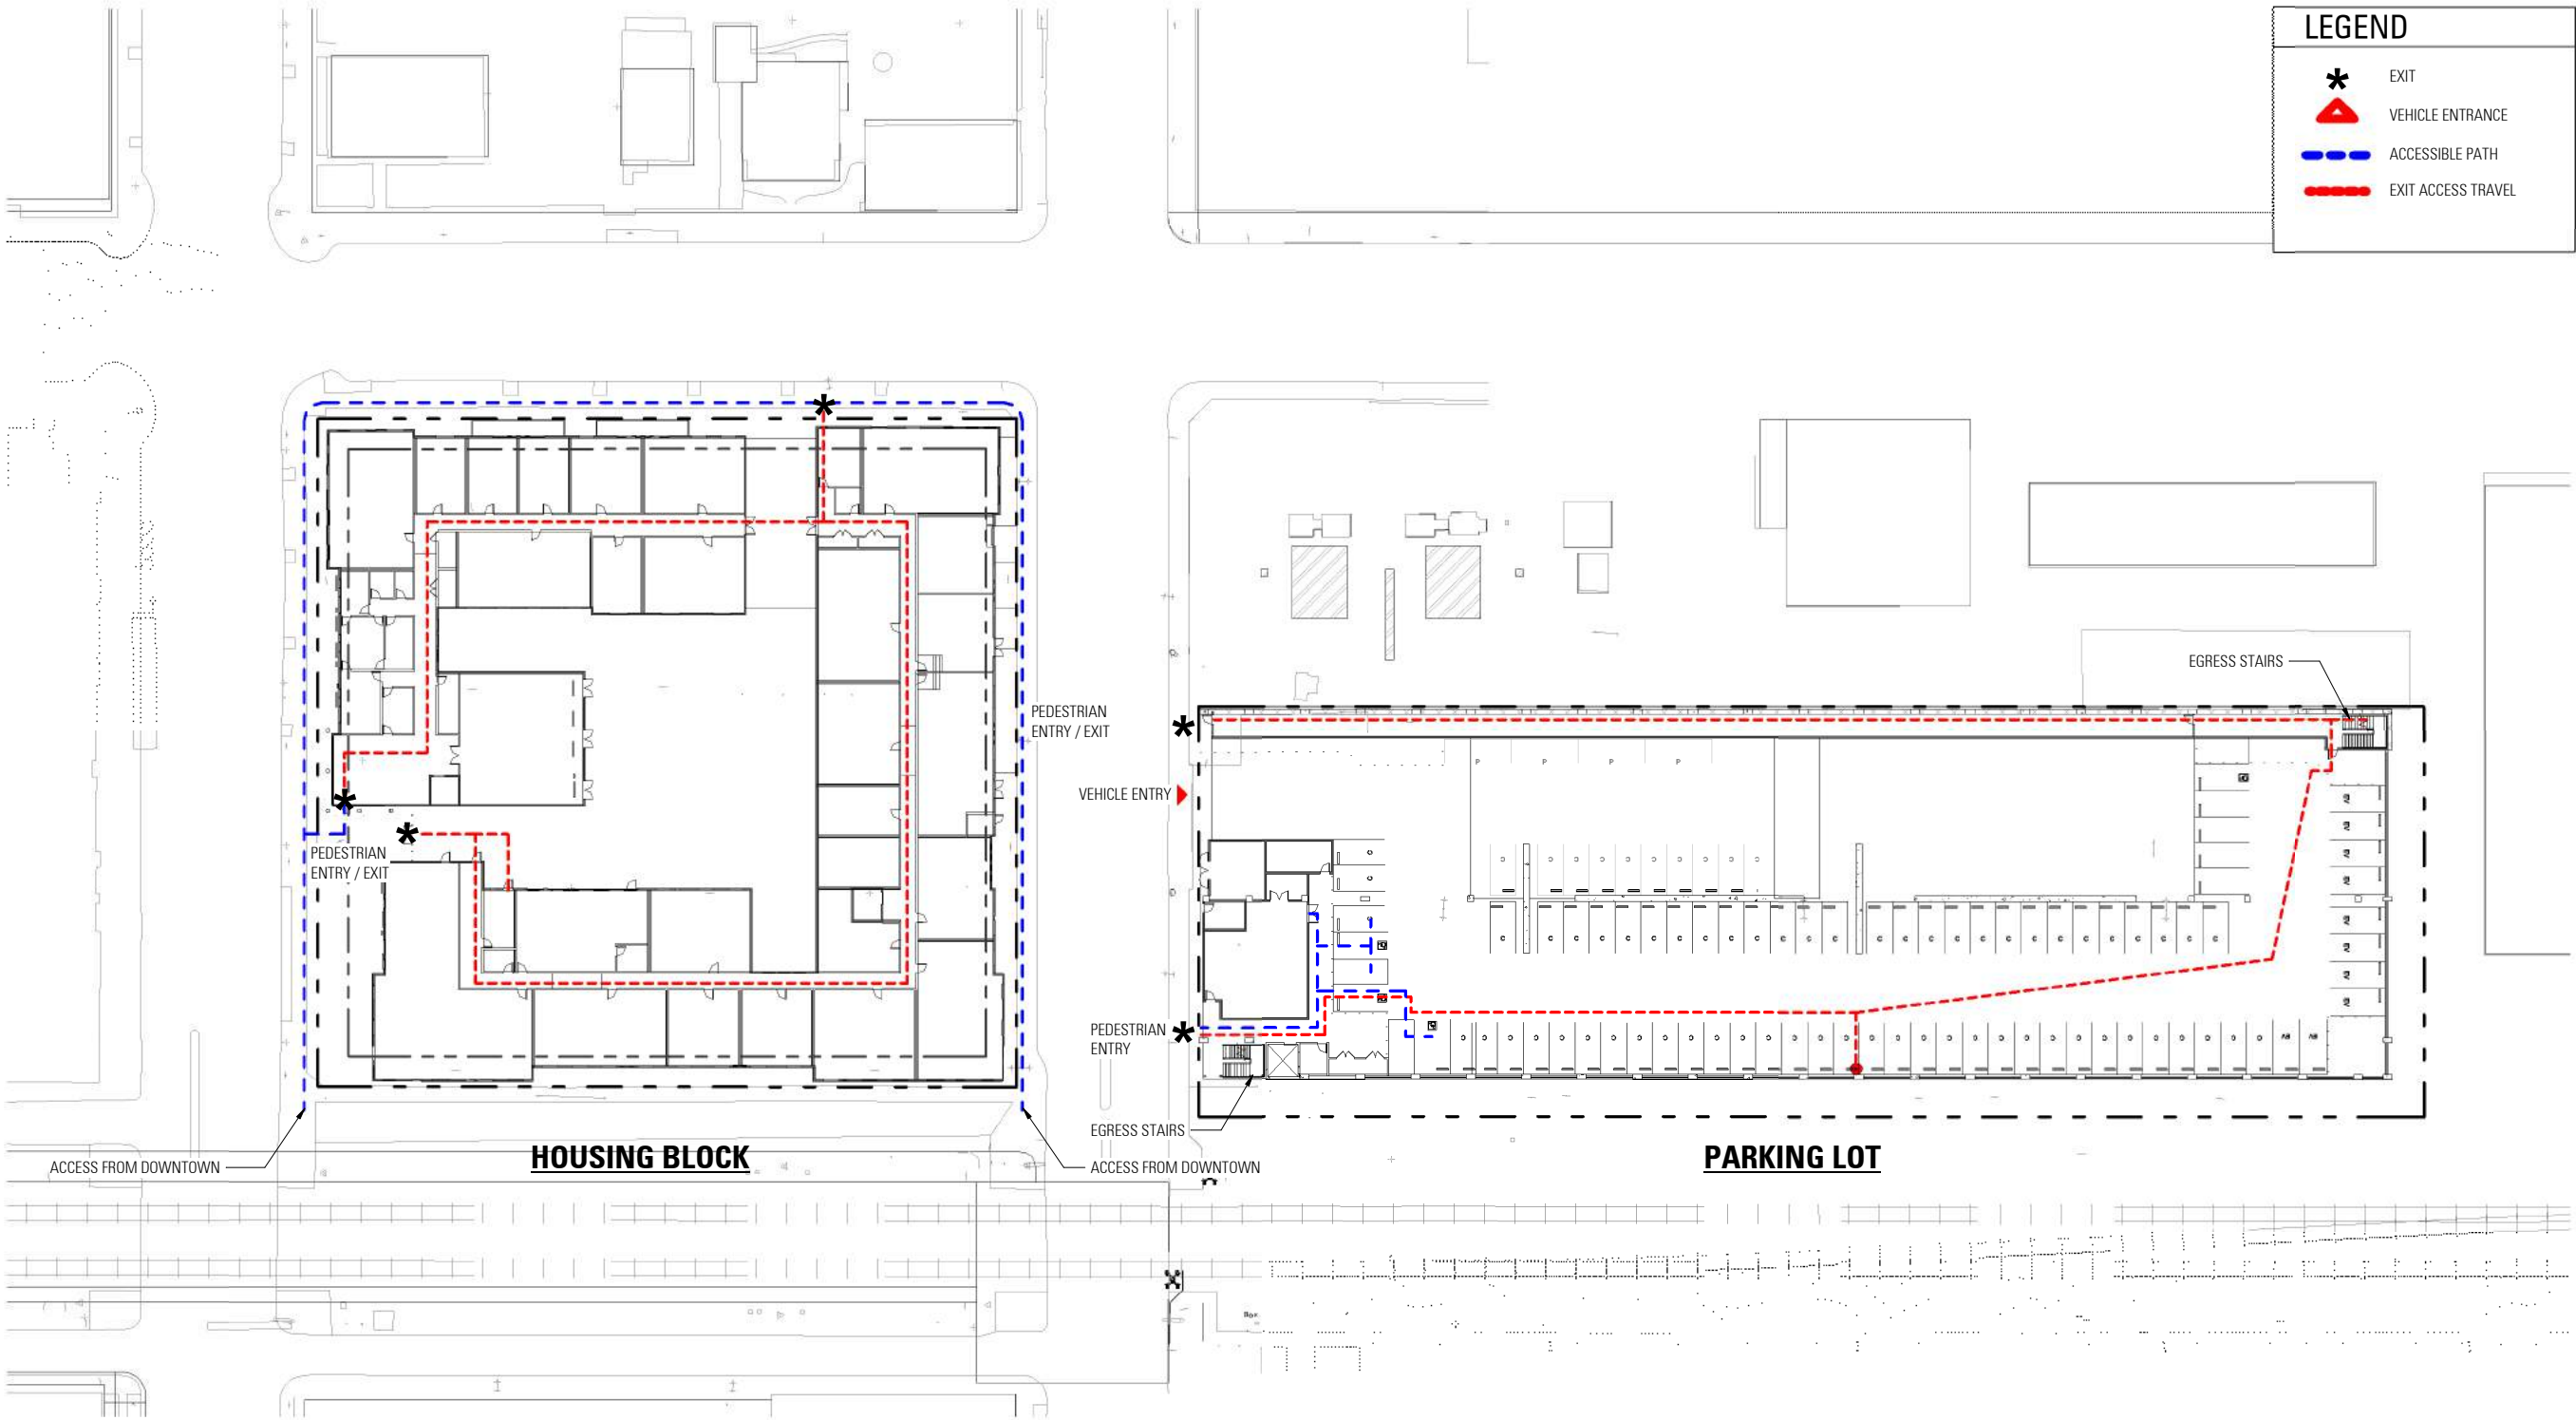 LEGEND
EXIT
VEHICLE ENTRANCE
ACCESSIBLE PATH
EXIT ACCESS TRAVEL
EGRESS STAIRS
PEDESTRIAN
ENTRY / EXIT
VEHICLE ENTRY
P P P P
PEDESTRIAN
ENTRY / EXIT
PEDESTRIAN
ENTRY
EGRESS STAIRS
HOUSING BLOCK
PARKING LOT
ACCESS FROM DOWNTOWN
ACCESS FROM DOWNTOWN